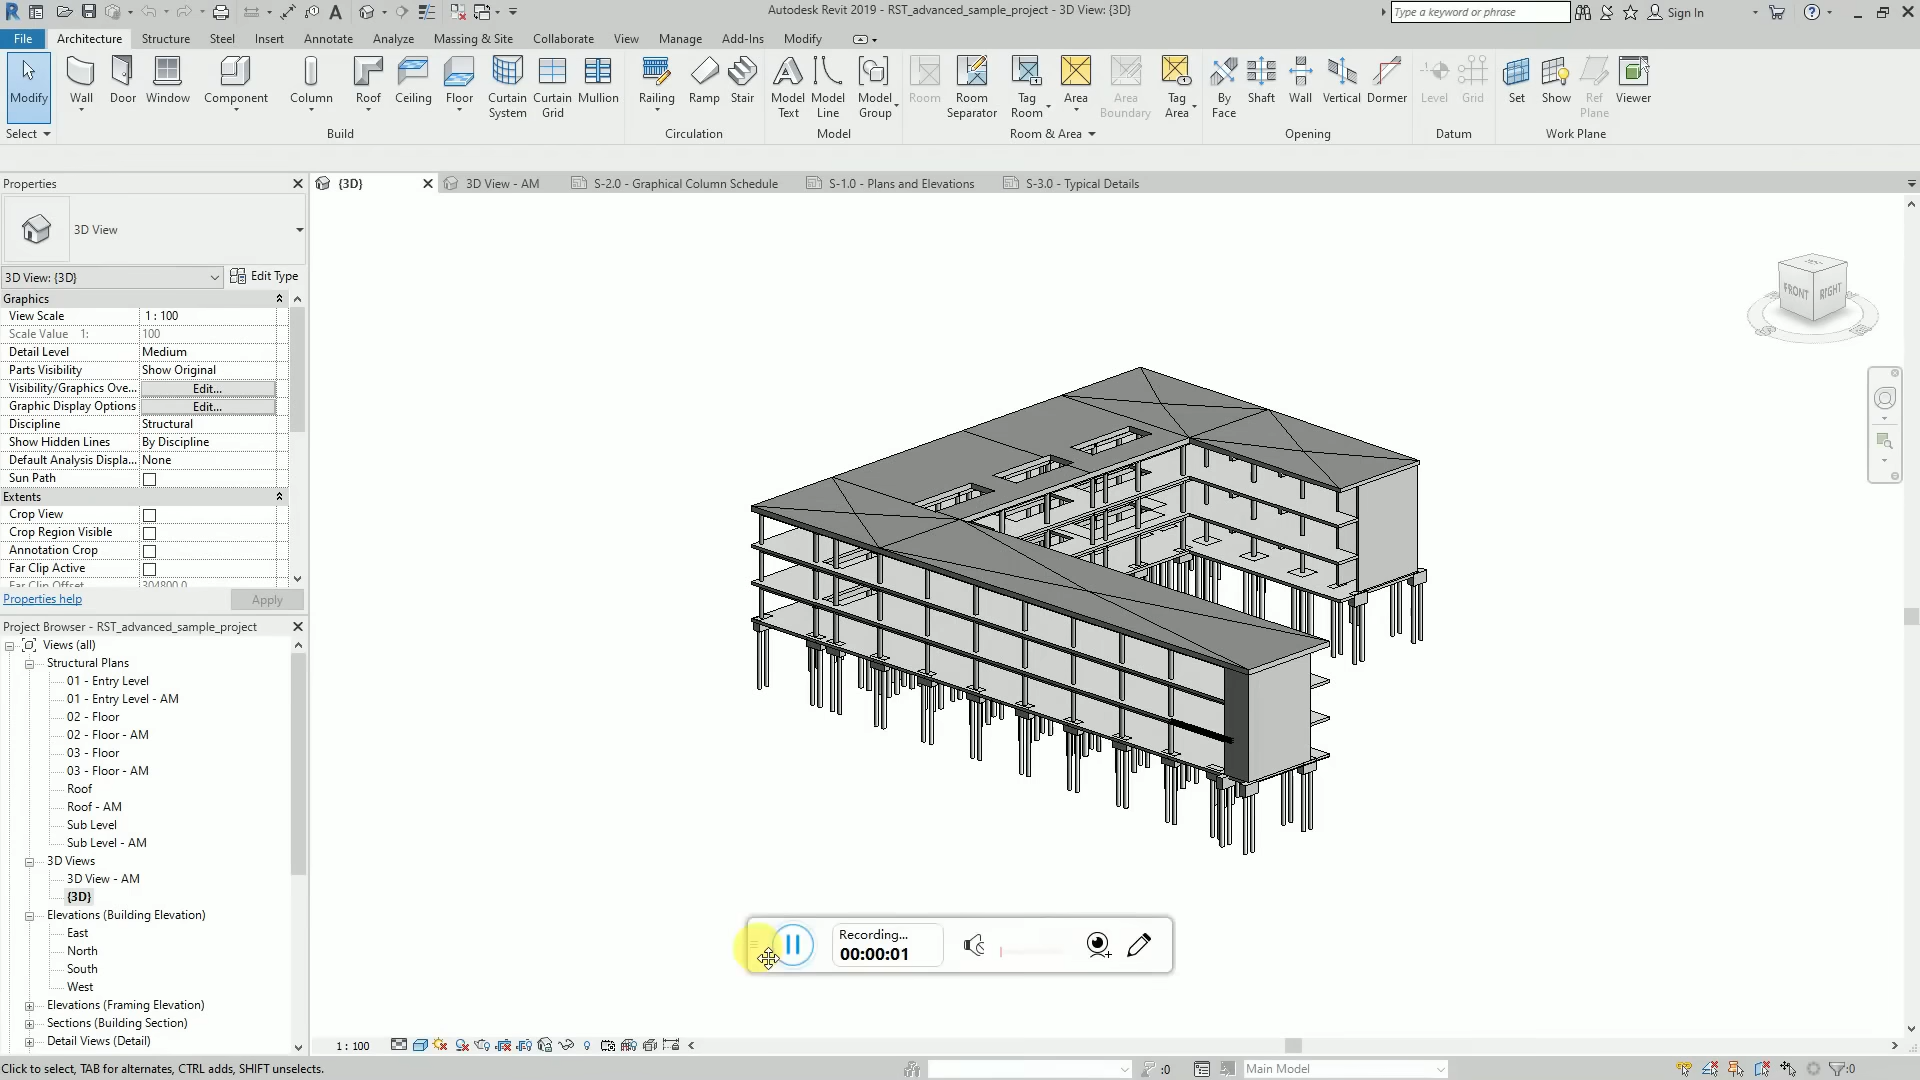 Autodesk Revit 2019 - RST_advanced_sample_project - 3D View: {3D}
Type a keyword or phrase
Sign In
File Architecture Structure Steel Insert Annotate Analyze Massing & Site Collaborate View Manage Add-Ins Modify
Modify Wall Door Window Component Column Roof Ceiling Floor Curtain System Curtain Grid Mullion Railing Ramp Stair Model Text Model Line Model Group Room Room Separator Tag Room Area Area Boundary Tag Area By Face Shaft Wall Vertical Dormer Level Grid Set Show Ref Plane Viewer
Select Build Circulation Model Room & Area Opening Datum Work Plane
Properties
{3D} 3D View - AM S-2.0 - Graphical Column Schedule S-1.0 - Plans and Elevations S-3.0 - Typical Details
3D View
3D View: {3D} Edit Type
Graphics
View Scale 1 : 100
Scale Value 1: 100
Detail Level Medium
Parts Visibility Show Original
Visibility/Graphics Ove... Edit...
Graphic Display Options Edit...
Discipline Structural
Show Hidden Lines By Discipline
Default Analysis Displa... None
Sun Path
Extents
Crop View
Crop Region Visible
Annotation Crop
Far Clip Active
Far Clip Offset 304800.0
Properties help Apply
FRONT RIGHT
Project Browser - RST_advanced_sample_project
Views (all)
Structural Plans
01 - Entry Level
01 - Entry Level - AM
02 - Floor
02 - Floor - AM
03 - Floor
03 - Floor - AM
Roof
Roof - AM
Sub Level
Sub Level - AM
3D Views
3D View - AM
{3D}
Elevations (Building Elevation)
East
North
South
West
Elevations (Framing Elevation)
Sections (Building Section)
Detail Views (Detail)
Recording...
00:00:01
1 : 100
Click to select, TAB for alternates, CTRL adds, SHIFT unselects.
:0
Main Model
:0